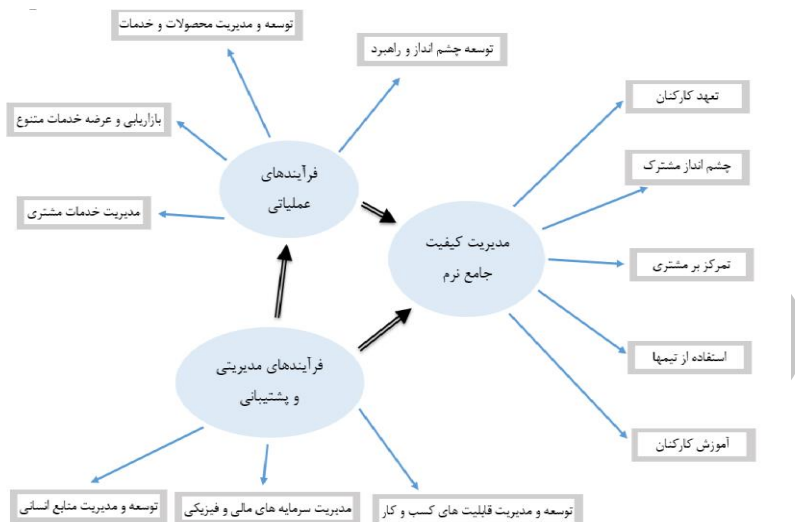 توسعه و مدیریت محصولات و خدمات
توسعه چشم انداز و راهبرد
بازاریابی و عرضه خدمات متنوع
مدیریت خدمات مشتری
فرآیندهای
عملیاتی
تعهد کارکنان
چشم انداز مشترک
تمرکز بر مشتری
استفاده از تیمها
آموزش کارکنان
مدیریت کیفیت
جامع نرم
فرآیندهای مدیریتی
و پشتیبانی
توسعه و مدیریت قابلیت های کسب و کار
مدیریت سرمایه های مالی و فیزیکی
توسعه و مدیریت منابع انسانی